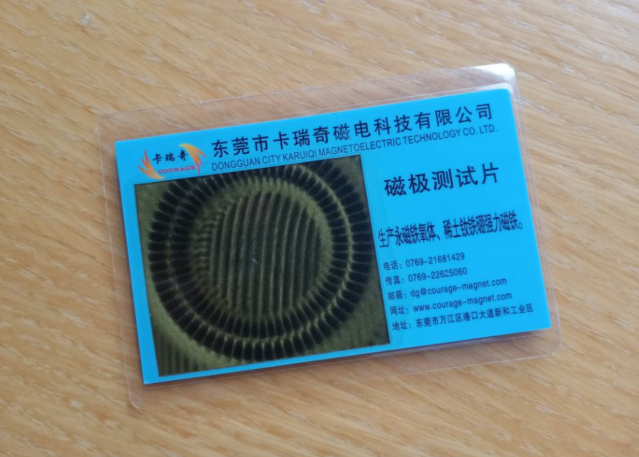 卡瑞奇
COURAGE
东莞市卡瑞奇磁电科技有限公司
DONGGUAN CITY KARUIQI MAGNETOELECTRIC TECHNOLOGY CO. LTD.
磁极测试片
生产永磁铁氧体、稀土钕铁硼强力磁铁。
电话：0769-21681429
传真：0769-22625060
邮箱：dg@courage-magnet.com
网址：www.courage-magnet.com
地址：东莞市万江区港口大道新和工业区